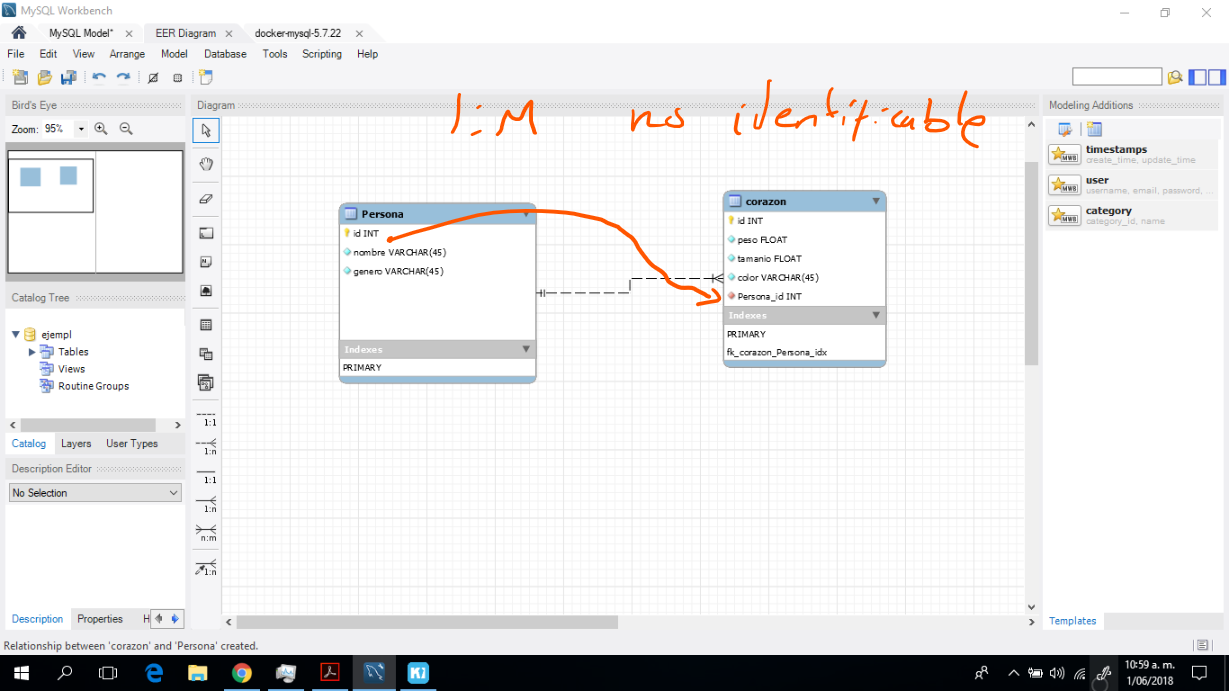 MySQL Workbench
MySQL Model*
EER Diagram
docker-mysql-5.7.22
File Edit View Arrange Model Database Tools Scripting Help
Bird's Eye
Zoom: 95%
Diagram
1:M no identificable
Modeling Additions
timestamps
create_time, update_time
user
username, email, password, ...
category
category_id, name
Persona
id INT
nombre VARCHAR(45)
genero VARCHAR(45)
Indexes
PRIMARY
corazon
id INT
peso FLOAT
tamanio FLOAT
color VARCHAR(45)
Persona_id INT
Indexes
PRIMARY
fk_corazon_Persona_idx
Catalog Tree
ejempl
Tables
Views
Routine Groups
Catalog Layers User Types
Description Editor
No Selection
1:1
1:n
1:1
1:n
n:m
1:n
Description Properties H
Templates
Relationship between 'corazon' and 'Persona' created.
10:59 a. m.
1/06/2018